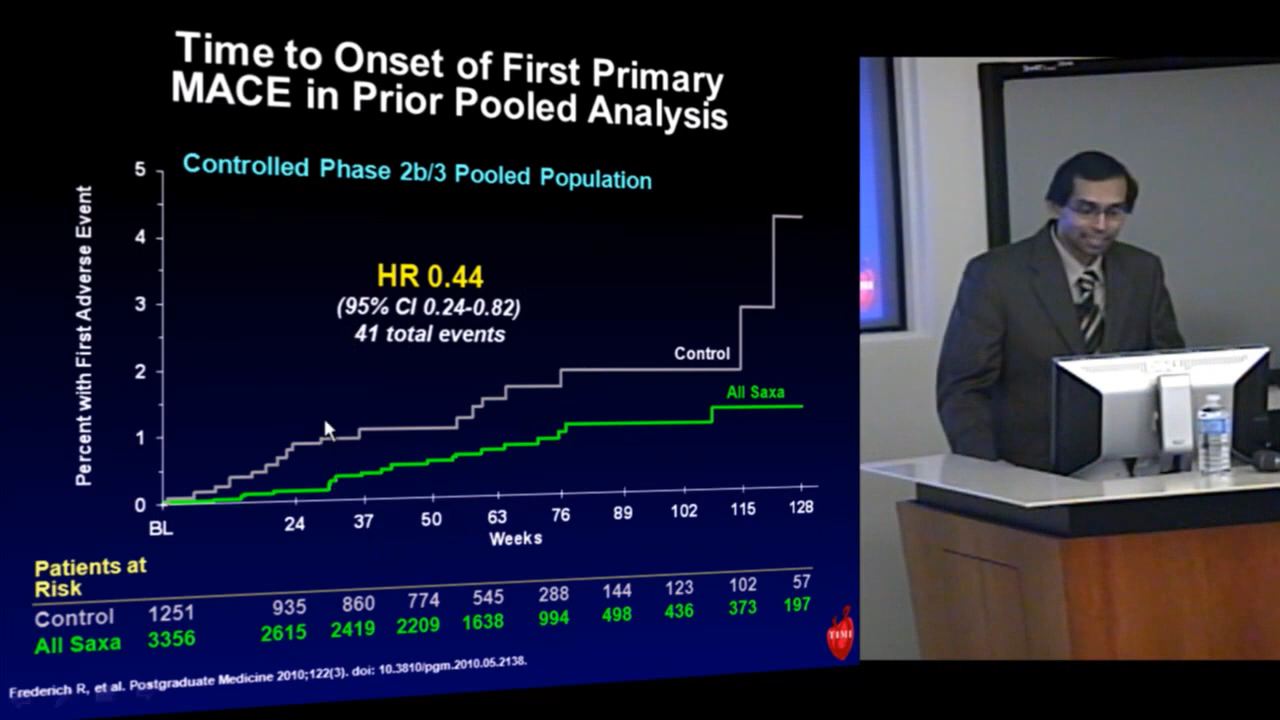 Time to Onset of First Primary
MACE in Prior Pooled Analysis
Controlled Phase 2b/3 Pooled Population
Percent with First Adverse Event
5
4
3
2
1
0
HR 0.44
(95% CI 0.24-0.82)
41 total events
Control
All Saxa
BL 24 37 50 63 76 89 102 115 128
Weeks
Patients at
Risk
Control 1251 935 860 774 545 288 144 123 102 57
All Saxa 3356 2615 2419 2209 1638 994 498 436 373 197
TIMI
Frederich R, et al. Postgraduate Medicine 2010;122(3). doi: 10.3810/pgm.2010.05.2138.